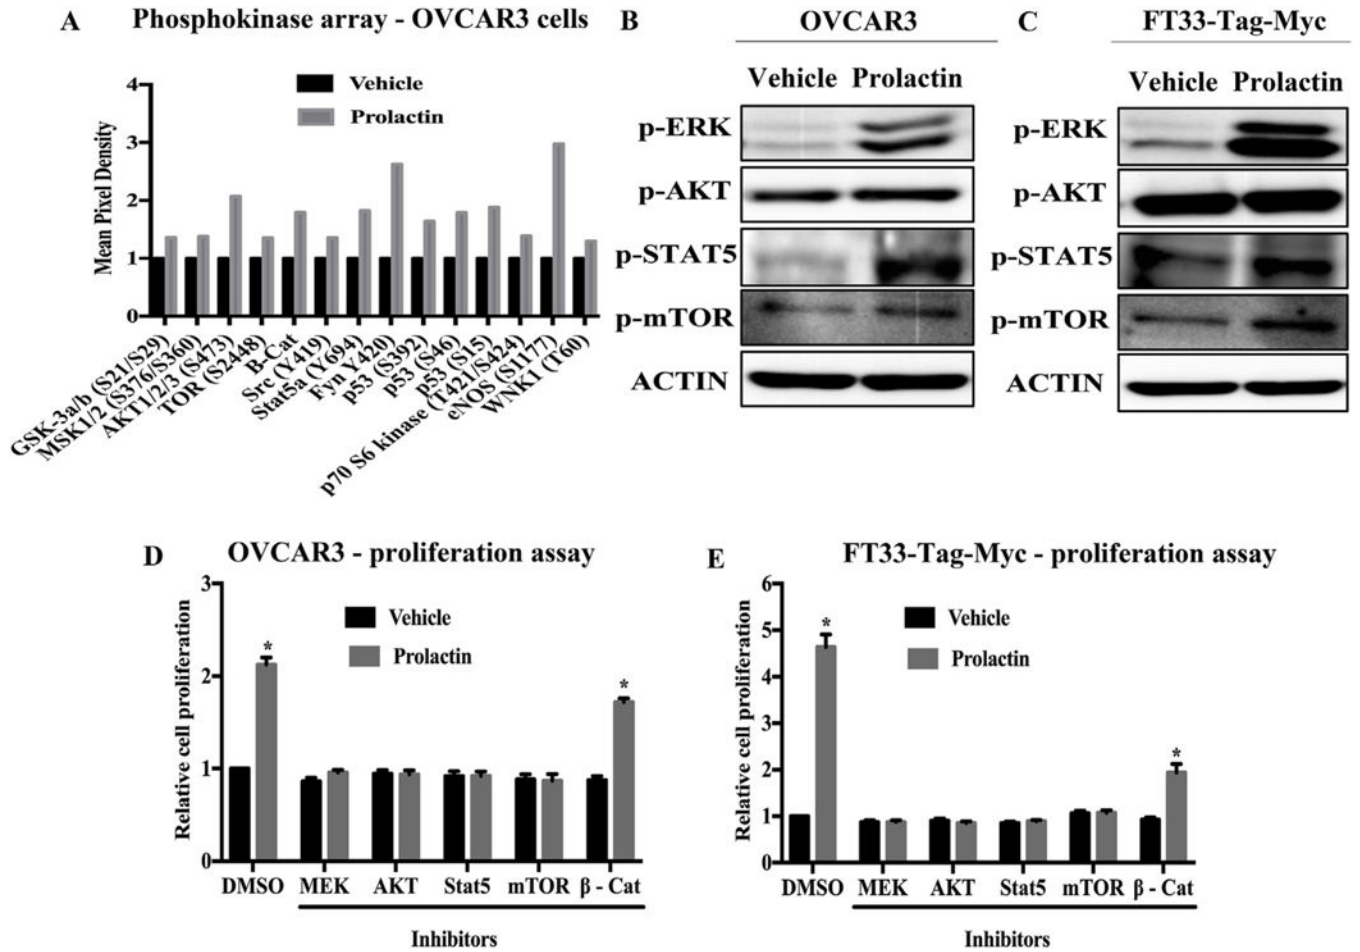 A
Phosphokinase array - OVCAR3 cells
Mean Pixel Density
4
3
2
1
0
Vehicle
Prolactin
GSK-3a/b (S21/S29)
MSK1/2 (S376/S360)
AKT1/2/3 (S473)
TOR (S2448)
B-Cat
Src (Y419)
Stat5a (Y694)
Fyn Y420)
p53 (S392)
p53 (S46)
p53 (S15)
p70 S6 kinase (T421/S424)
eNOS (S1177)
WNK1 (T60)
B
OVCAR3
Vehicle Prolactin
p-ERK
p-AKT
p-STAT5
p-mTOR
ACTIN
C
FT33-Tag-Myc
Vehicle Prolactin
p-ERK
p-AKT
p-STAT5
p-mTOR
ACTIN
D
OVCAR3 - proliferation assay
Relative cell proliferation
3
2
1
0
Vehicle
Prolactin
*
*
DMSO MEK AKT Stat5 mTOR β - Cat
Inhibitors
E
FT33-Tag-Myc - proliferation assay
Relative cell proliferation
6
5
4
3
2
1
0
Vehicle
Prolactin
*
*
DMSO MEK AKT Stat5 mTOR β - Cat
Inhibitors